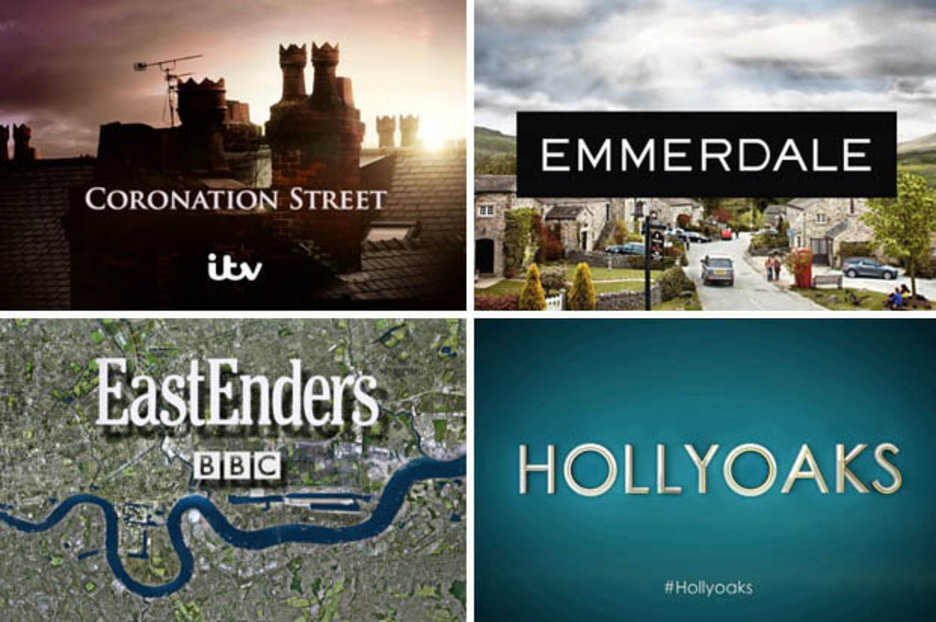 CORONATION STREET
itv
EMMERDALE
EastEnders
BBC
HOLLYOAKS
#Hollyoaks